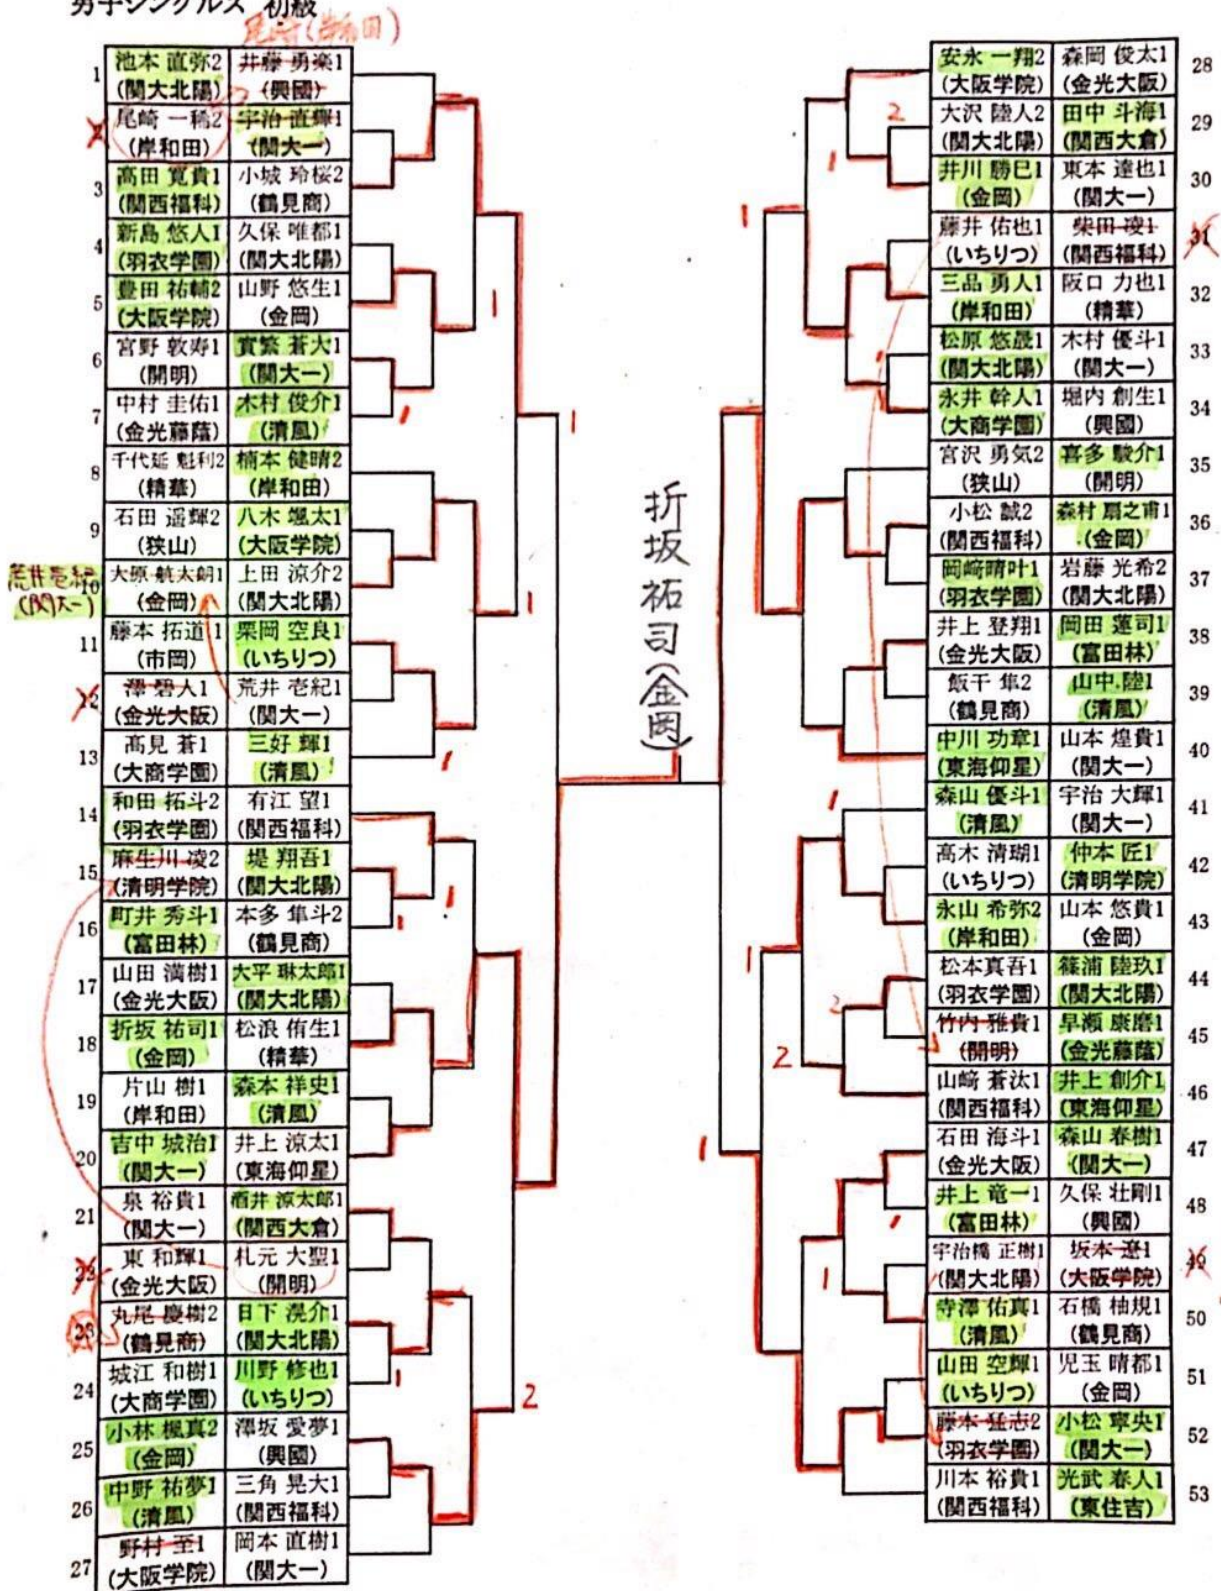 男子シングルス 初級
尾崎(岸和田)
1 池本 直弥2 井藤 勇楽1
(関大北陽) (興國)
2 尾崎 一稀2 宇治 直輝1
(岸和田) (関大一)
3 高田 寛貴1 小城 玲桜2
(関西福科) (鶴見商)
4 新島 悠人1 久保 唯都1
(羽衣学園) (関大北陽)
5 豊田 祐輔2 山野 悠生1
(大阪学院) (金岡)
6 宮野 敦寿1 實繁 蒼大1
(開明) (関大一)
7 中村 圭佑1 木村 俊介1
(金光藤蔭) (清風)
8 千代延 魁利2 楠本 健晴2
(精華) (岸和田)
9 石田 遥輝2 八木 颯太1
(狭山) (大阪学院)
荒井壱紀
(関大一)
10 大原 航太朗1 上田 涼介2
(金岡) (関大北陽)
11 藤本 拓道1 栗岡 空良1
(市岡) (いちりつ)
12 澤 碧人1 荒井 壱紀1
(金光大阪) (関大一)
13 髙見 蒼1 三好 輝1
(大商学園) (清風)
14 和田 拓斗2 有江 望1
(羽衣学園) (関西福科)
15 麻生川 凌2 堤 翔吾1
(清明学院) (関大北陽)
16 町井 秀斗1 本多 隼斗2
(富田林) (鶴見商)
17 山田 満樹1 大平 琳太郎1
(金光大阪) (関大北陽)
18 折坂 祐司1 松浪 侑生1
(金岡) (精華)
19 片山 樹1 森本 祥史1
(岸和田) (清風)
20 吉中 城治1 井上 涼太1
(関大一) (東海仰星)
21 泉 裕貴1 酒井 涼太郎1
(関大一) (関西大倉)
22 東 和輝1 札元 大聖1
(金光大阪) (開明)
23 丸尾 慶樹2 日下 滉介1
(鶴見商) (関大北陽)
24 城江 和樹1 川野 修也1
(大商学園) (いちりつ)
25 小林 楓真2 澤坂 愛夢1
(金岡) (興國)
26 中野 祐夢1 三角 晃大1
(清風) (関西福科)
27 野村 至1 岡本 直樹1
(大阪学院) (関大一)
1
1
1
1
1
1
1
1
1
2
折坂祐司(金岡)
安永 一翔2 森岡 俊太1 28
(大阪学院) (金光大阪)
大沢 陸人2 田中 斗海1 29
(関大北陽) (関西大倉)
井川 勝巳1 東本 達也1 30
(金岡) (関大一)
藤井 佑也1 柴田 凌1 31
(いちりつ) (関西福科)
三品 勇人1 阪口 力也1 32
(岸和田) (精華)
松原 悠晟1 木村 優斗1 33
(関大北陽) (関大一)
永井 幹人1 堀内 創生1 34
(大商学園) (興國)
宮沢 勇気2 喜多 駿介1 35
(狭山) (開明)
小松 誠2 森村 扇之甫1 36
(関西福科) (金岡)
岡﨑晴叶1 岩藤 光希2 37
(羽衣学園) (関大北陽)
井上 登翔1 岡田 蓮司1 38
(金光大阪) (富田林)
飯干 隼2 山中 陸1 39
(鶴見商) (清風)
中川 功章1 山本 煌貴1 40
(東海仰星) (関大一)
森山 優斗1 宇治 大輝1 41
(清風) (関大一)
高木 清瑚1 仲本 匠1 42
(いちりつ) (清明学院)
永山 希弥2 山本 悠貴1 43
(岸和田) (金岡)
松本真吾1 篠浦 陸玖1 44
(羽衣学園) (関大北陽)
竹内 雅貴1 早瀬 康磨1 45
(開明) (金光藤蔭)
山﨑 蒼汰1 井上 創介1 46
(関西福科) (東海仰星)
石田 海斗1 森山 春樹1 47
(金光大阪) (関大一)
井上 竜一1 久保 壮剛1 48
(富田林) (興國)
宇治橋 正樹1 坂本 遼1 49
(関大北陽) (大阪学院)
寺澤 佑真1 石橋 柚規1 50
(清風) (鶴見商)
山田 空輝1 児玉 晴都1 51
(いちりつ) (金岡)
藤本 猛志2 小松 寧央1 52
(羽衣学園) (関大一)
川本 裕貴1 光武 春人1 53
(関西福科) (東住吉)
2
1
1
1
1
1
1
2
2
1
1
1